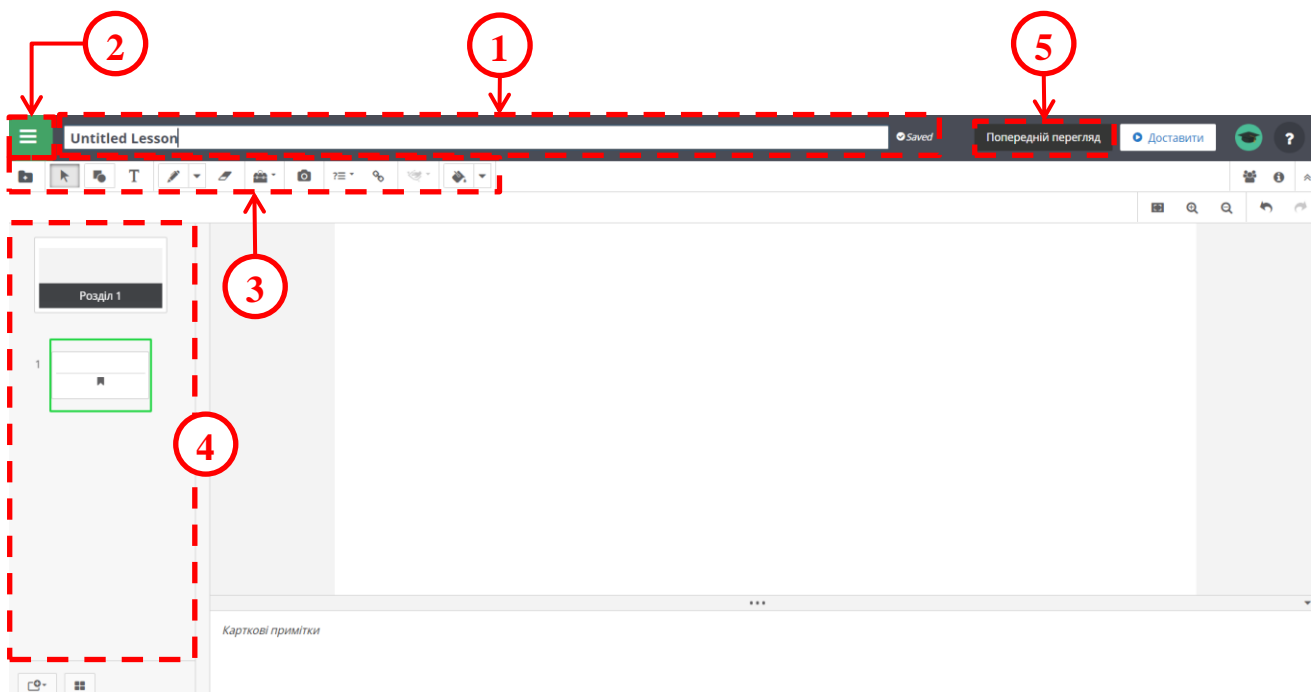 2
1
5
Untitled Lesson
Saved
Попередній перегляд
Доставити
?
T
?
3
Розділ 1
1
4
Карткові примітки